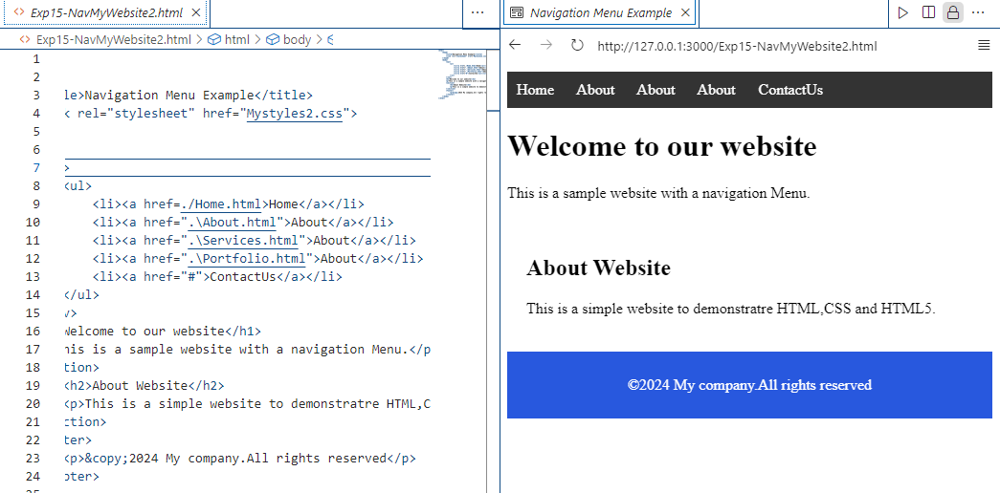 Exp15-NavMyWebsite2.html
Exp15-NavMyWebsite2.html > html > body >
1
2
3 le>Navigation Menu Example</title>
4 < rel="stylesheet" href="Mystyles2.css">
5
6
7 >
8 <ul>
9 <li><a href=./Home.html>Home</a></li>
10 <li><a href=".\About.html">About</a></li>
11 <li><a href=".\Services.html">About</a></li>
12 <li><a href=".\Portfolio.html">About</a></li>
13 <li><a href="#">ContactUs</a></li>
14 </ul>
15 v>
16 Welcome to our website</h1>
17 his is a sample website with a navigation Menu.</p
18 tion>
19 <h2>About Website</h2>
20 <p>This is a simple website to demonstratre HTML,C
21 ction>
22 ter>
23 <p>&copy;2024 My company.All rights reserved</p>
24 oter>
Navigation Menu Example
http://127.0.0.1:3000/Exp15-NavMyWebsite2.html
Home About About About ContactUs
Welcome to our website
This is a sample website with a navigation Menu.
About Website
This is a simple website to demonstratre HTML,CSS and HTML5.
©2024 My company.All rights reserved